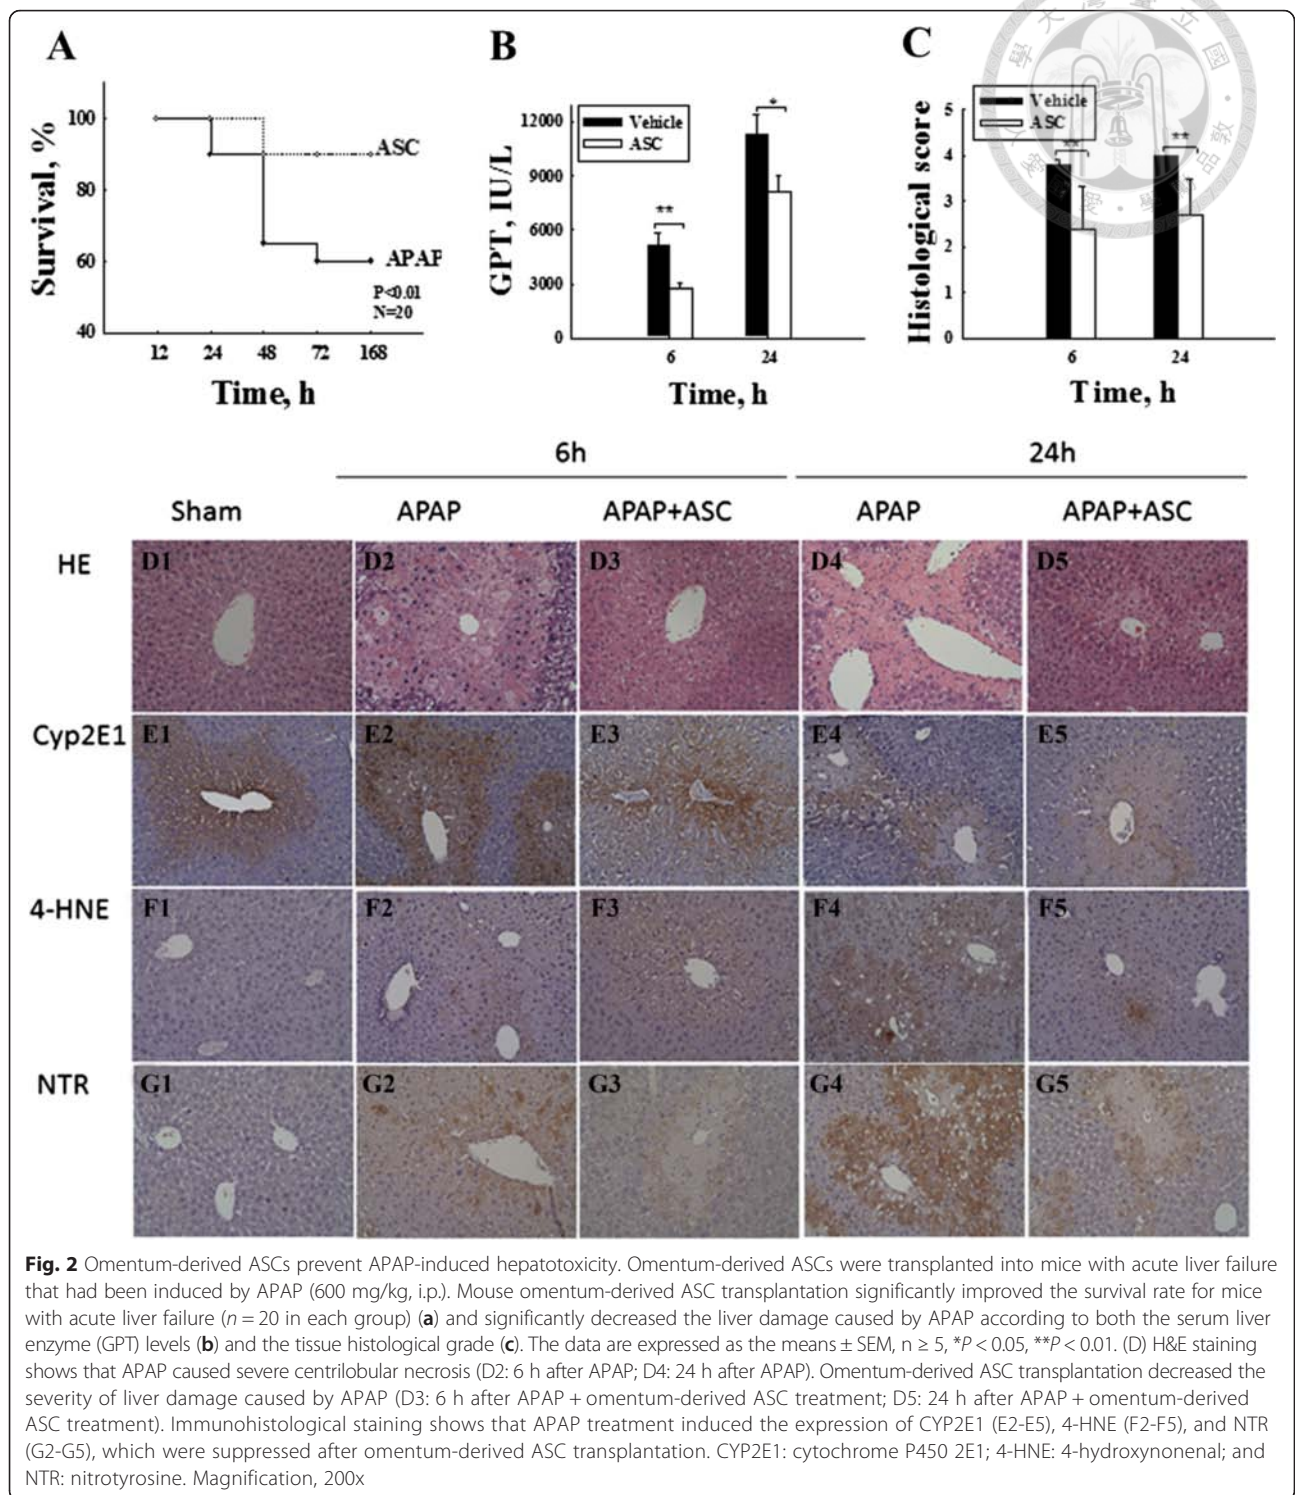 A
B
C
Survival, %
100
80
60
40
ASC
APAP
P<0.01
N=20
12 24 48 72 168
Time, h
GPT, IU/L
12000
9000
6000
3000
0
Vehicle
ASC
**
*
6 24
Time, h
Histological score
5
4
3
2
1
0
Vehicle
ASC
**
**
6 24
Time, h
6h 24h
Sham APAP APAP+ASC APAP APAP+ASC
HE D1 D2 D3 D4 D5
Cyp2E1 E1 E2 E3 E4 E5
4-HNE F1 F2 F3 F4 F5
NTR G1 G2 G3 G4 G5
Fig. 2 Omentum-derived ASCs prevent APAP-induced hepatotoxicity. Omentum-derived ASCs were transplanted into mice with acute liver failure
that had been induced by APAP (600 mg/kg, i.p.). Mouse omentum-derived ASC transplantation significantly improved the survival rate for mice
with acute liver failure (n = 20 in each group) (a) and significantly decreased the liver damage caused by APAP according to both the serum liver
enzyme (GPT) levels (b) and the tissue histological grade (c). The data are expressed as the means ± SEM, n ≥ 5, *P < 0.05, **P < 0.01. (D) H&E staining
shows that APAP caused severe centrilobular necrosis (D2: 6 h after APAP; D4: 24 h after APAP). Omentum-derived ASC transplantation decreased the
severity of liver damage caused by APAP (D3: 6 h after APAP + omentum-derived ASC treatment; D5: 24 h after APAP + omentum-derived
ASC treatment). Immunohistological staining shows that APAP treatment induced the expression of CYP2E1 (E2-E5), 4-HNE (F2-F5), and NTR
(G2-G5), which were suppressed after omentum-derived ASC transplantation. CYP2E1: cytochrome P450 2E1; 4-HNE: 4-hydroxynonenal; and
NTR: nitrotyrosine. Magnification, 200x